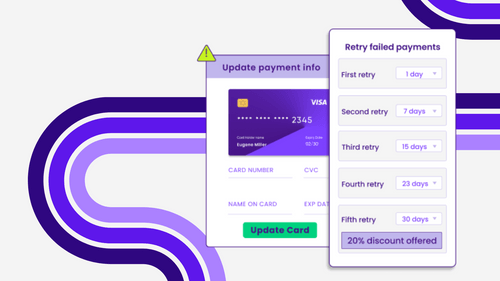 Update payment info
VISA
**** **** **** 2345
Card holder name
Expiry Date
Eugene Miller
02/30
CARD NUMBER
CVC
NAME ON CARD
EXP DAT
Update Card
Retry failed payments
First retry
1 day
Second retry
7 days
Third retry
15 days
Fourth retry
23 days
Fifth retry
30 days
20% discount offered